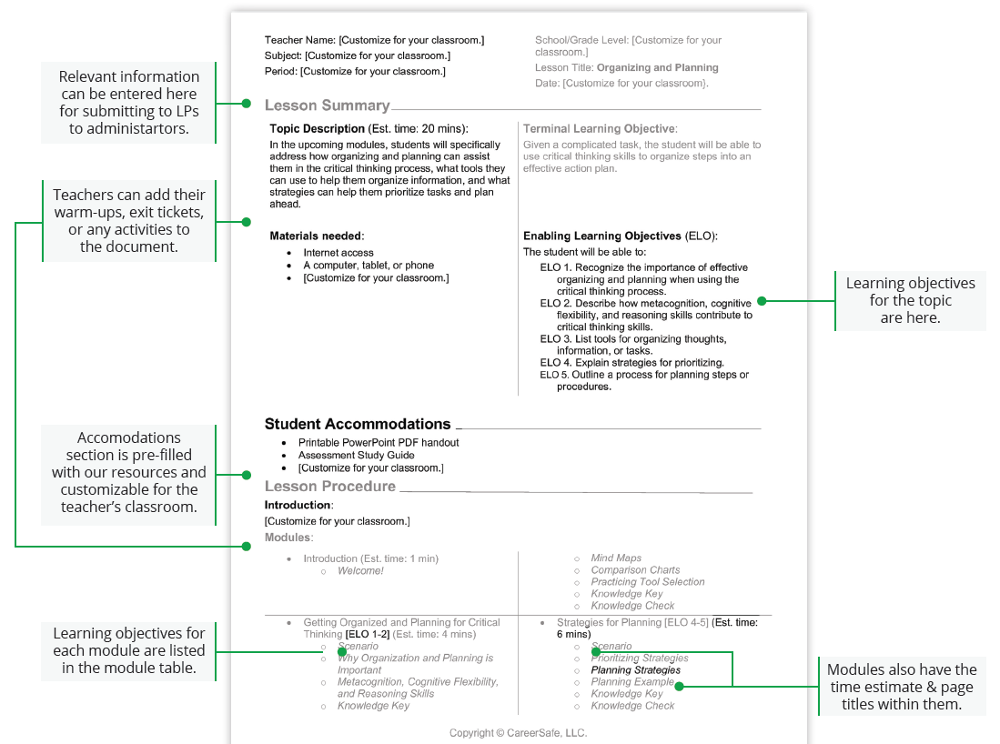 Teacher Name: [Customize for your classroom.]
Subject: [Customize for your classroom.]
Period: [Customize for your classroom.]
School/Grade Level: [Customize for your
classroom.]
Lesson Title: Organizing and Planning
Date: [Customize for your classroom}.
Relevant information
can be entered here
for submitting to LPs
to administartors.
Lesson Summary
Topic Description (Est. time: 20 mins):
In the upcoming modules, students will specifically
address how organizing and planning can assist
them in the critical thinking process, what tools they
can use to help them organize information, and what
strategies can help them prioritize tasks and plan
ahead.
Terminal Learning Objective:
Given a complicated task, the student will be able to
use critical thinking skills to organize steps into an
effective action plan.
Teachers can add their
warm-ups, exit tickets,
or any activities to
the document.
Materials needed:
• Internet access
• A computer, tablet, or phone
• [Customize for your classroom.]
Enabling Learning Objectives (ELO):
The student will be able to:
ELO 1. Recognize the importance of effective
organizing and planning when using the
critical thinking process.
ELO 2. Describe how metacognition, cognitive
flexibility, and reasoning skills contribute to
critical thinking skills.
ELO 3. List tools for organizing thoughts,
information, or tasks.
ELO 4. Explain strategies for prioritizing.
ELO 5. Outline a process for planning steps or
procedures.
Learning objectives
for the topic
are here.
Student Accommodations
• Printable PowerPoint PDF handout
• Assessment Study Guide
• [Customize for your classroom.]
Accomodations
section is pre-filled
with our resources and
customizable for the
teacher’s classroom.
Lesson Procedure
Introduction:
[Customize for your classroom.]
Modules:
• Introduction (Est. time: 1 min)
○ Welcome!
○ Mind Maps
○ Comparison Charts
○ Practicing Tool Selection
○ Knowledge Key
○ Knowledge Check
• Getting Organized and Planning for Critical
Thinking [ELO 1-2] (Est. time: 4 mins)
○ Scenario
○ Why Organization and Planning is
Important
○ Metacognition, Cognitive Flexibility,
and Reasoning Skills
○ Knowledge Key
• Strategies for Planning [ELO 4-5] (Est. time:
6 mins)
○ Scenario
○ Prioritizing Strategies
○ Planning Strategies
○ Planning Example
○ Knowledge Key
○ Knowledge Check
Learning objectives for
each module are listed
in the module table.
Modules also have the
time estimate & page
titles within them.
Copyright © CareerSafe, LLC.